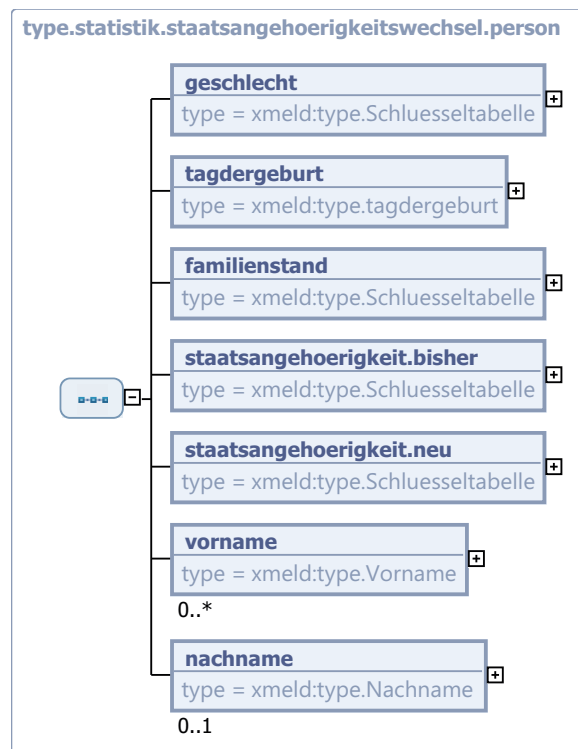 type.statistik.staatsangehoerigkeitswechsel.person
geschlecht
type = xmeld:type.Schluesseltabelle
tagdergeburt
type = xmeld:type.tagdergeburt
familienstand
type = xmeld:type.Schluesseltabelle
staatsangehoerigkeit.bisher
type = xmeld:type.Schluesseltabelle
staatsangehoerigkeit.neu
type = xmeld:type.Schluesseltabelle
vorname
type = xmeld:type.Vorname
0..*
nachname
type = xmeld:type.Nachname
0..1